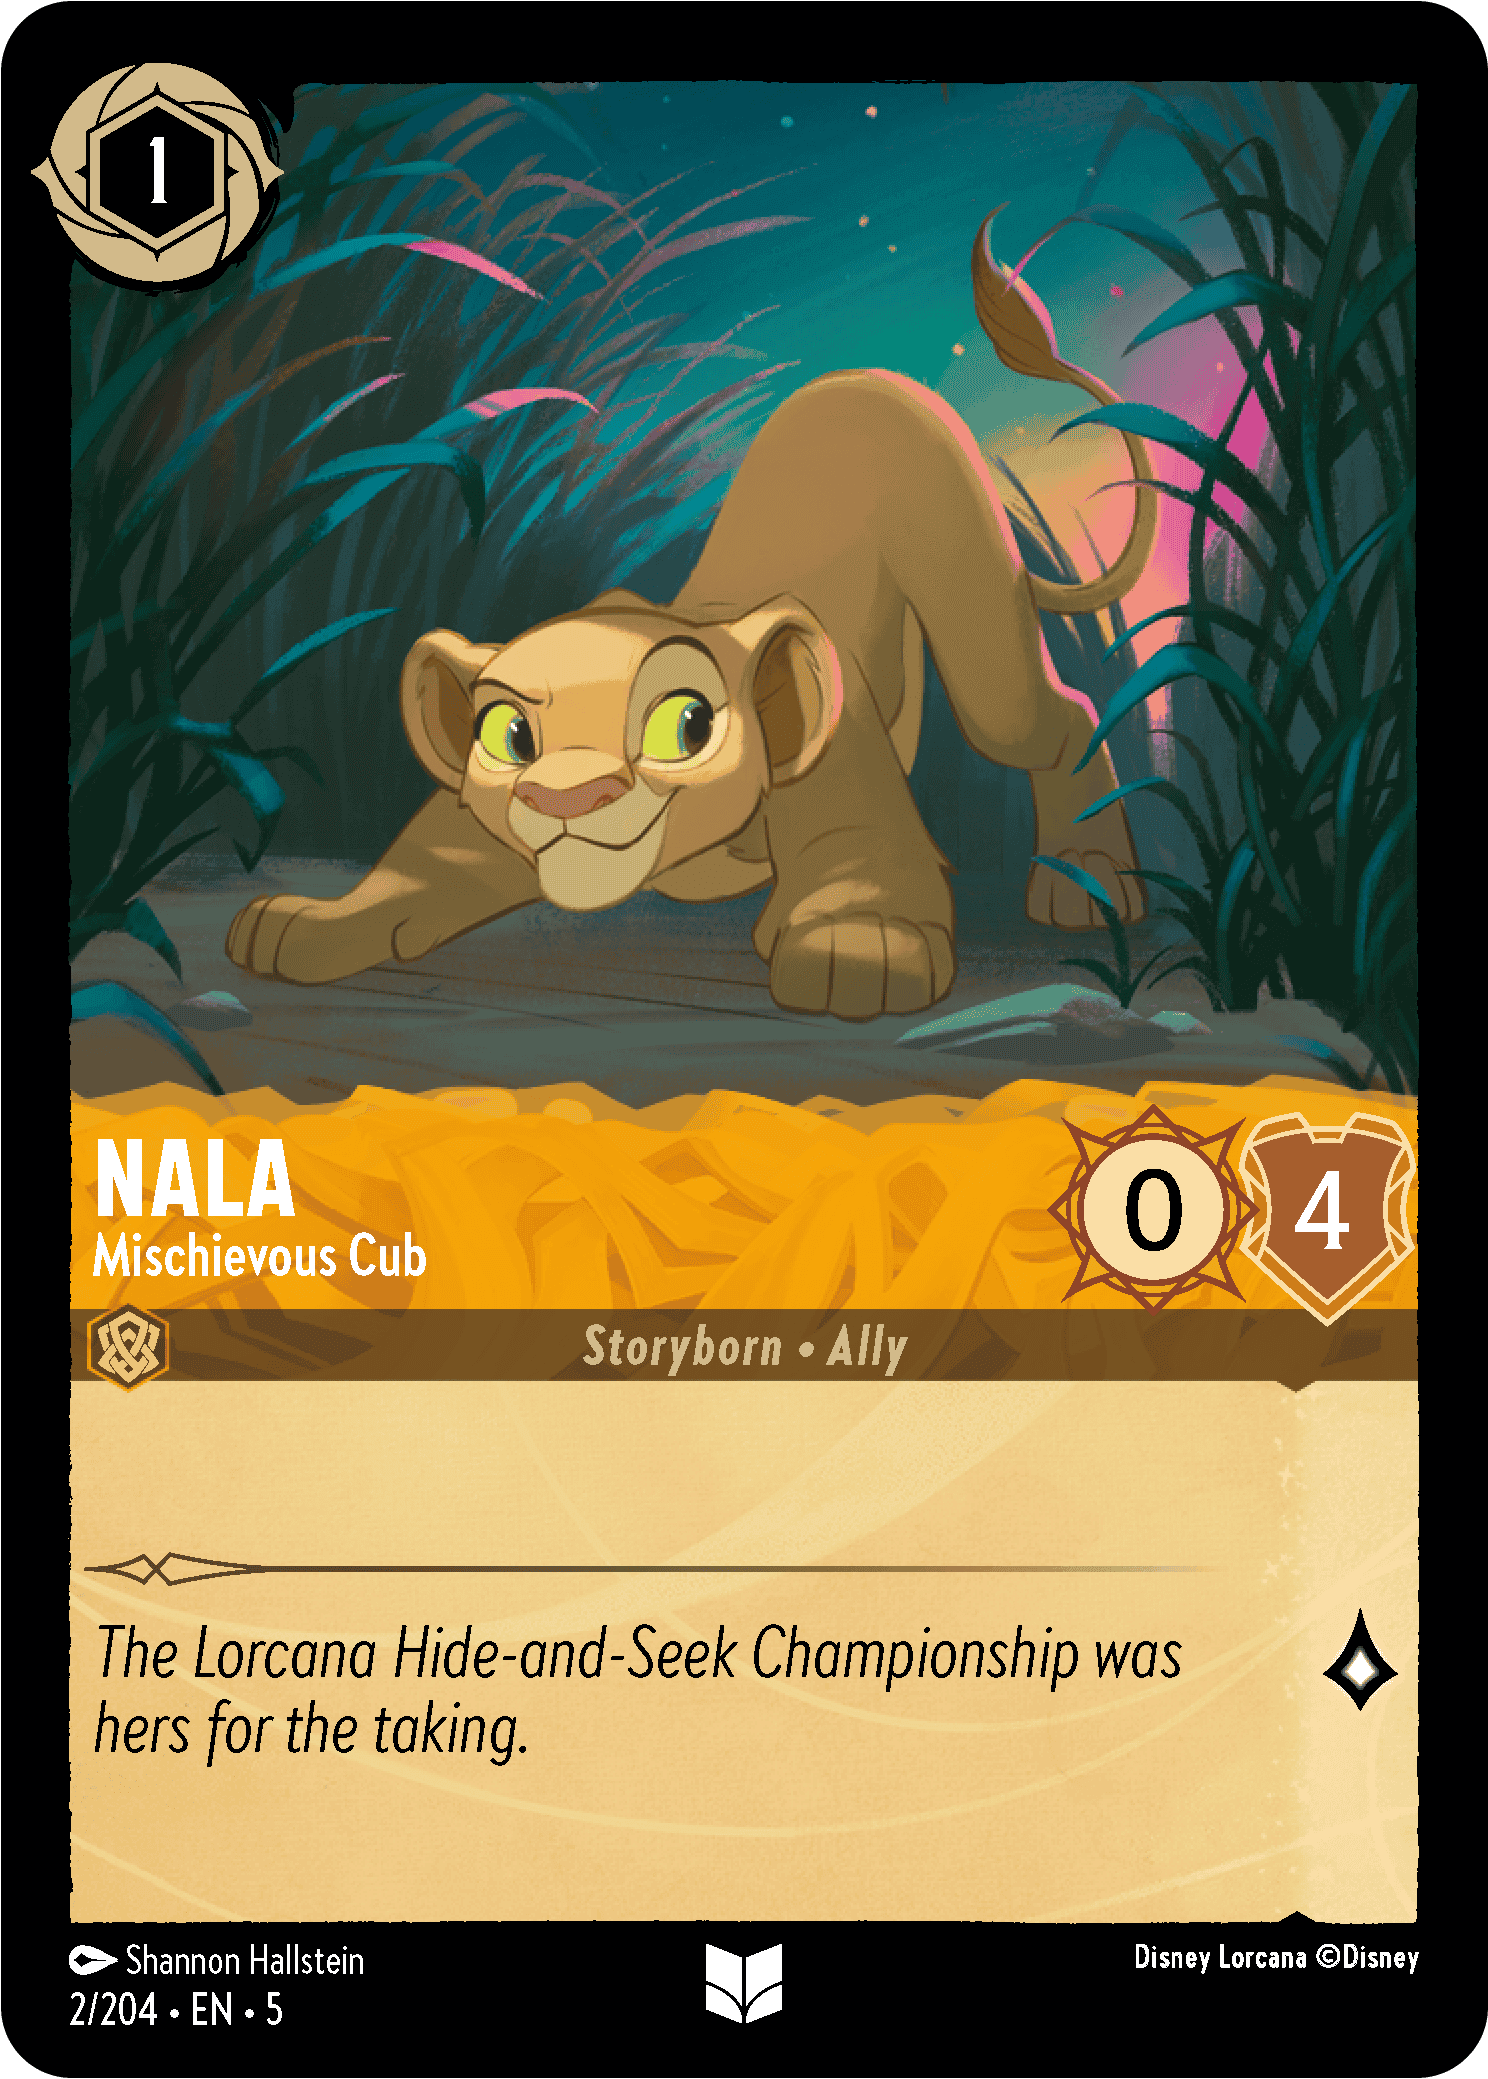 1
NALA
Mischievous Cub
0
4
Storyborn • Ally
The Lorcana Hide-and-Seek Championship was
hers for the taking.
Shannon Hallstein
Disney Lorcana ©Disney
2/204 • EN • 5